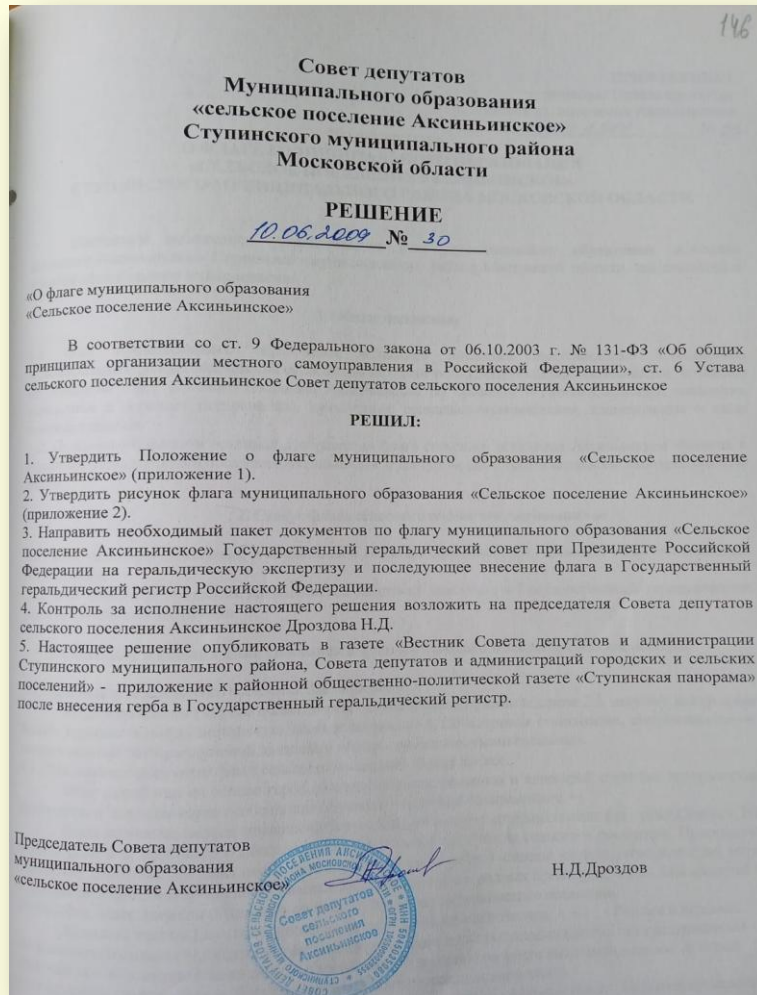 146
Совет депутатов
Муниципального образования
«сельское поселение Аксиньинское»
Ступинского муниципального района
Московской области
РЕШЕНИЕ
10.06.2009 № 30
«О флаге муниципального образования
«Сельское поселение Аксиньинское»
В соответствии со ст. 9 Федерального закона от 06.10.2003 г. № 131-ФЗ «Об общих
принципах организации местного самоуправления в Российской Федерации», ст. 6 Устава
сельского поселения Аксиньинское Совет депутатов сельского поселения Аксиньинское
РЕШИЛ:
1. Утвердить Положение о флаге муниципального образования «Сельское поселение
Аксиньинское» (приложение 1).
2. Утвердить рисунок флага муниципального образования «Сельское поселение Аксиньинское»
(приложение 2).
3. Направить необходимый пакет документов по флагу муниципального образования «Сельское
поселение Аксиньинское» Государственный геральдический совет при Президенте Российской
Федерации на геральдическую экспертизу и последующее внесение флага в Государственный
геральдический регистр Российской Федерации.
4. Контроль за исполнение настоящего решения возложить на председателя Совета депутатов
сельского поселения Аксиньинское Дроздова Н.Д.
5. Настоящее решение опубликовать в газете «Вестник Совета депутатов и администрации
Ступинского муниципального района, Совета депутатов и администраций городских и сельских
поселений» - приложение к районной общественно-политической газете «Ступинская панорама»
после внесения герба в Государственный геральдический регистр.
Председатель Совета депутатов
муниципального образования
«сельское поселение Аксиньинское»
Н.Д.Дроздов
Совет депутатов
сельского
поселения
Аксиньинское